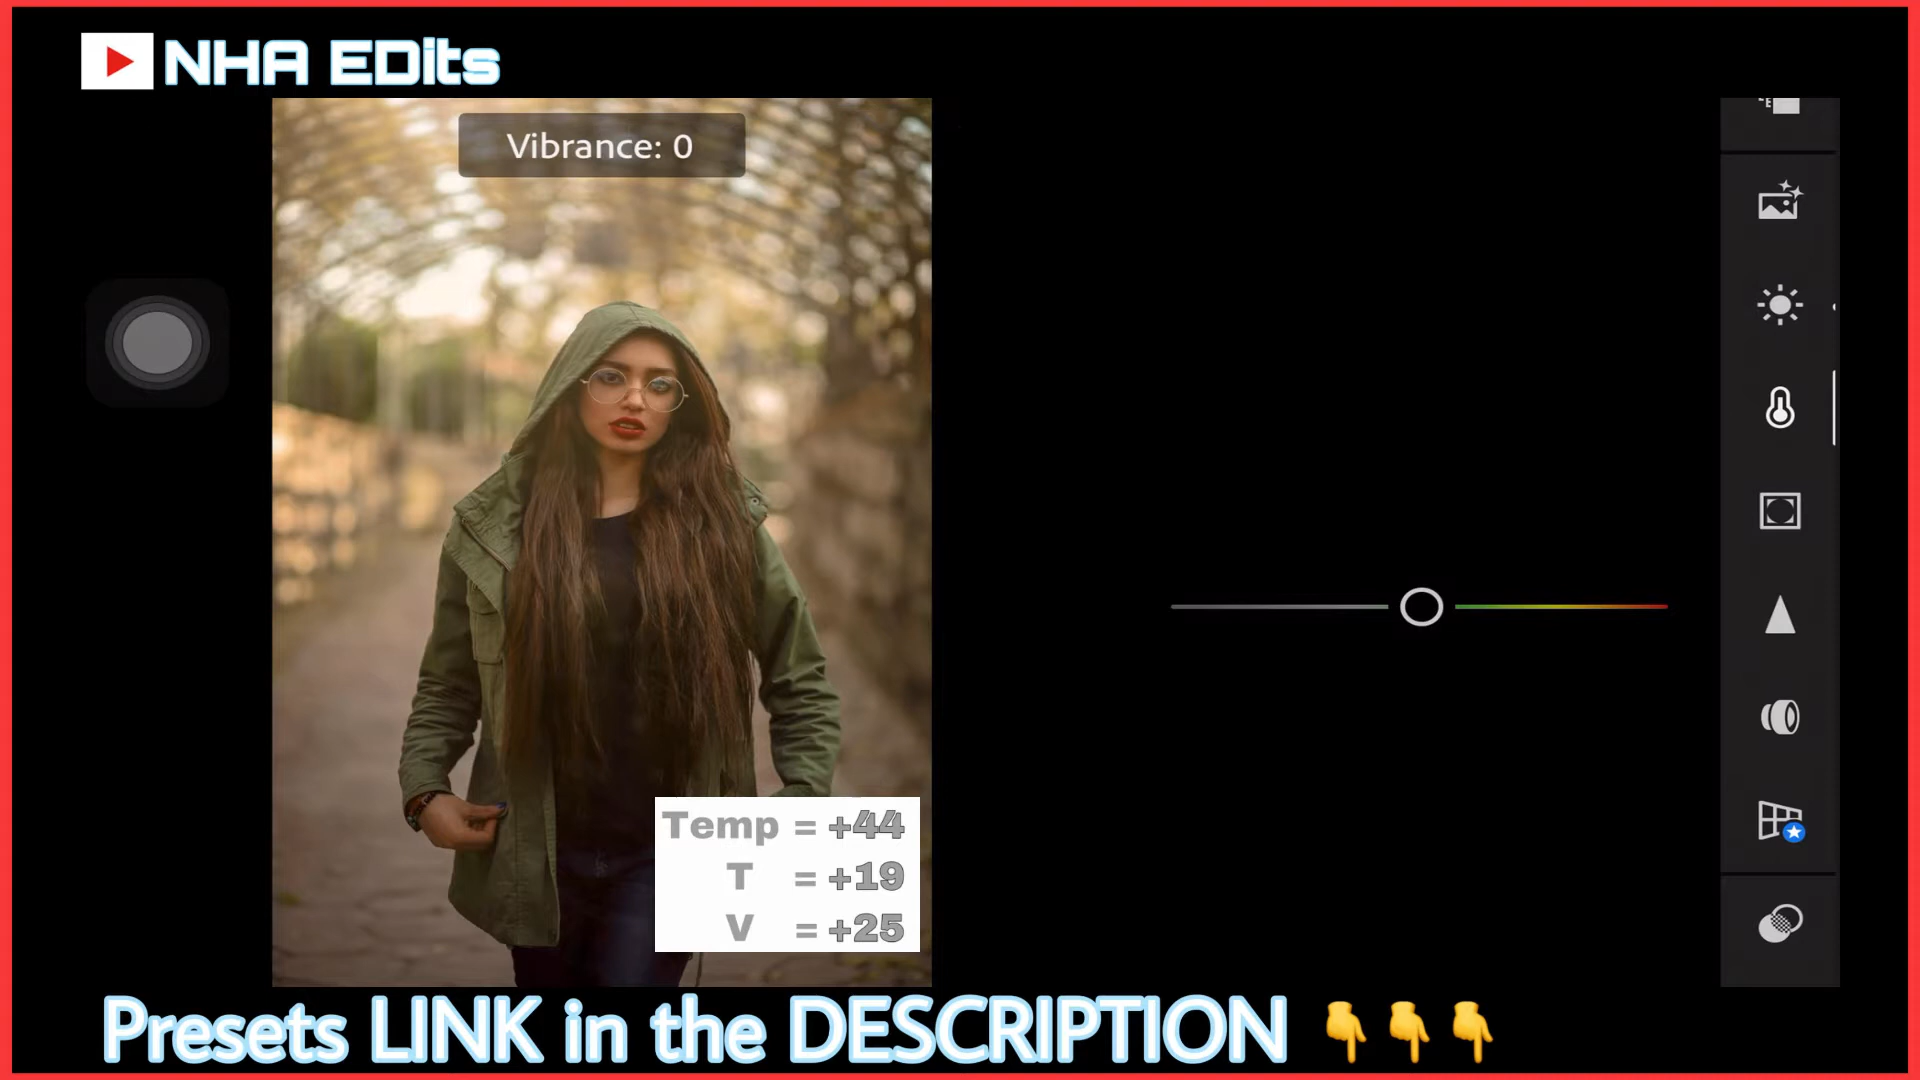 NHA EDits
Vibrance: 0
Temp = +44
T = +19
V = +25
Presets LINK in the DESCRIPTION 👇👇👇